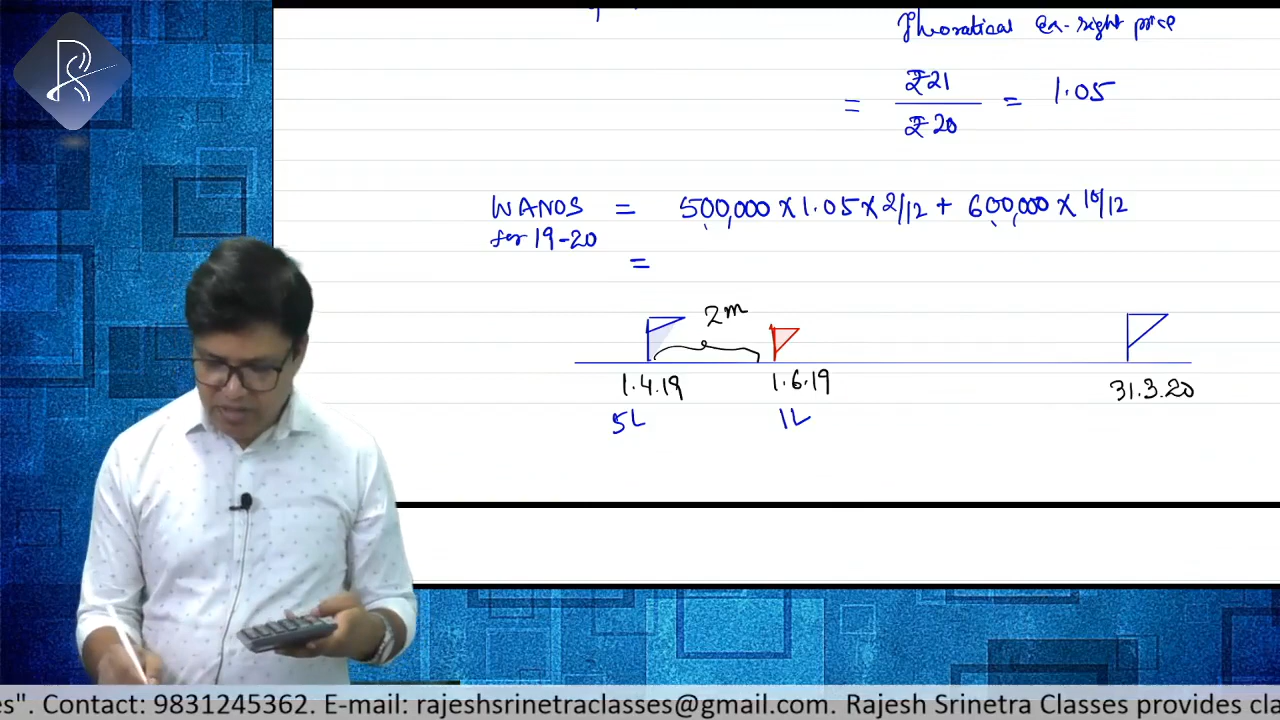 RS
Theoratical Ex-right price
= ₹21 / ₹20 = 1.05
WANOS = 500,000 X 1.05 X 2/12 + 600,000 X 10/12
for 19-20
=
2m
1.4.19 1.6.19 31.3.20
5L 1L
es". Contact: 9831245362. E-mail: rajeshsrinetraclasses@gmail.com. Rajesh Srinetra Classes provides cla